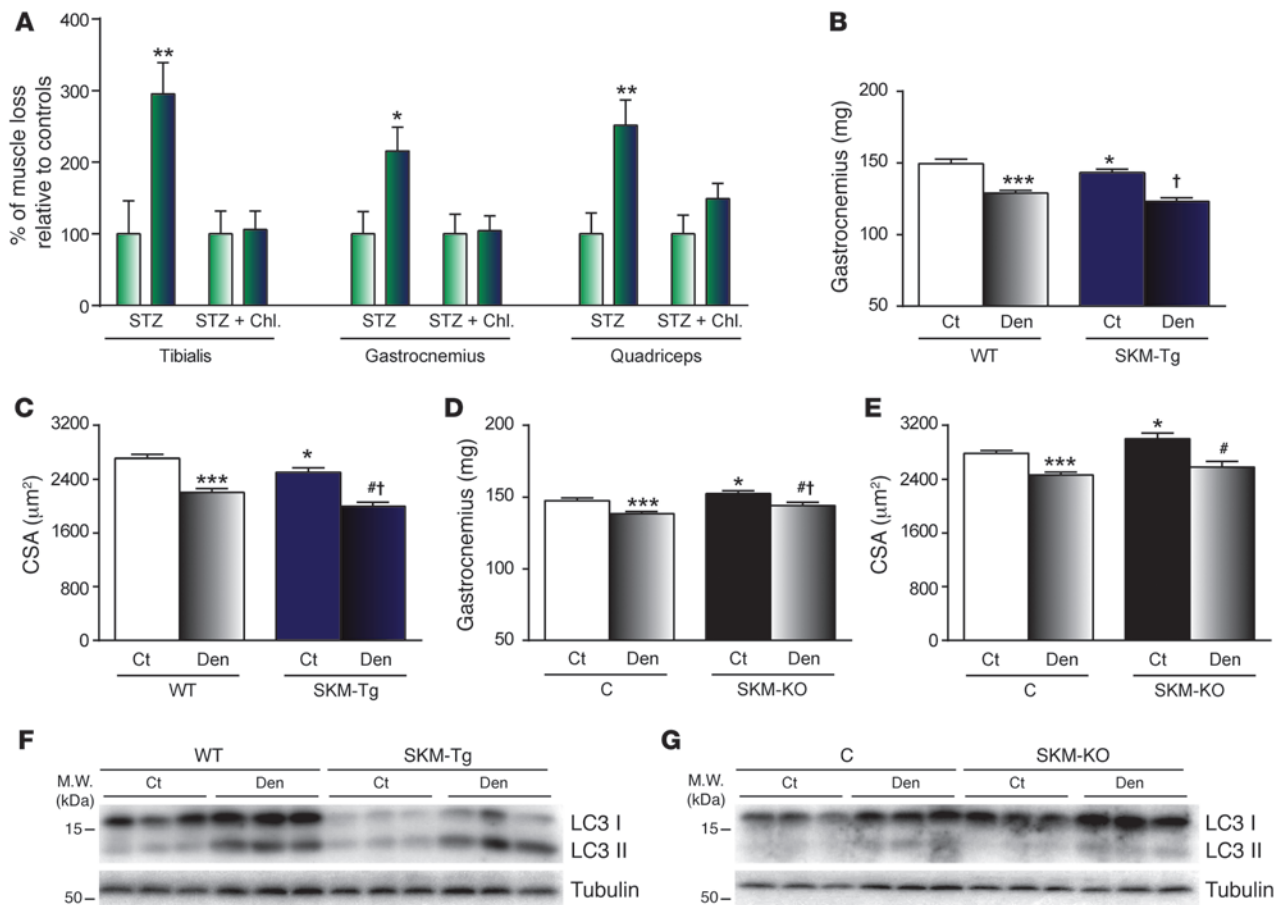 A
% of muscle loss
relative to controls
400
300
200
100
0
**
*
**
STZ STZ + Chl. STZ STZ + Chl. STZ STZ + Chl.
Tibialis Gastrocnemius Quadriceps
B
Gastrocnemius (mg)
200
150
100
50
***
*
†
Ct Den Ct Den
WT SKM-Tg
C
CSA (μm²)
3200
2400
1600
800
0
***
*
#†
Ct Den Ct Den
WT SKM-Tg
D
Gastrocnemius (mg)
200
150
100
50
***
*
#†
Ct Den Ct Den
C SKM-KO
E
CSA (μm²)
3200
2400
1600
800
0
***
*
#
Ct Den Ct Den
C SKM-KO
F
WT SKM-Tg
M.W.
(kDa)
Ct Den Ct Den
15
LC3 I
LC3 II
50
Tubulin
G
C SKM-KO
M.W.
(kDa)
Ct Den Ct Den
15
LC3 I
LC3 II
50
Tubulin